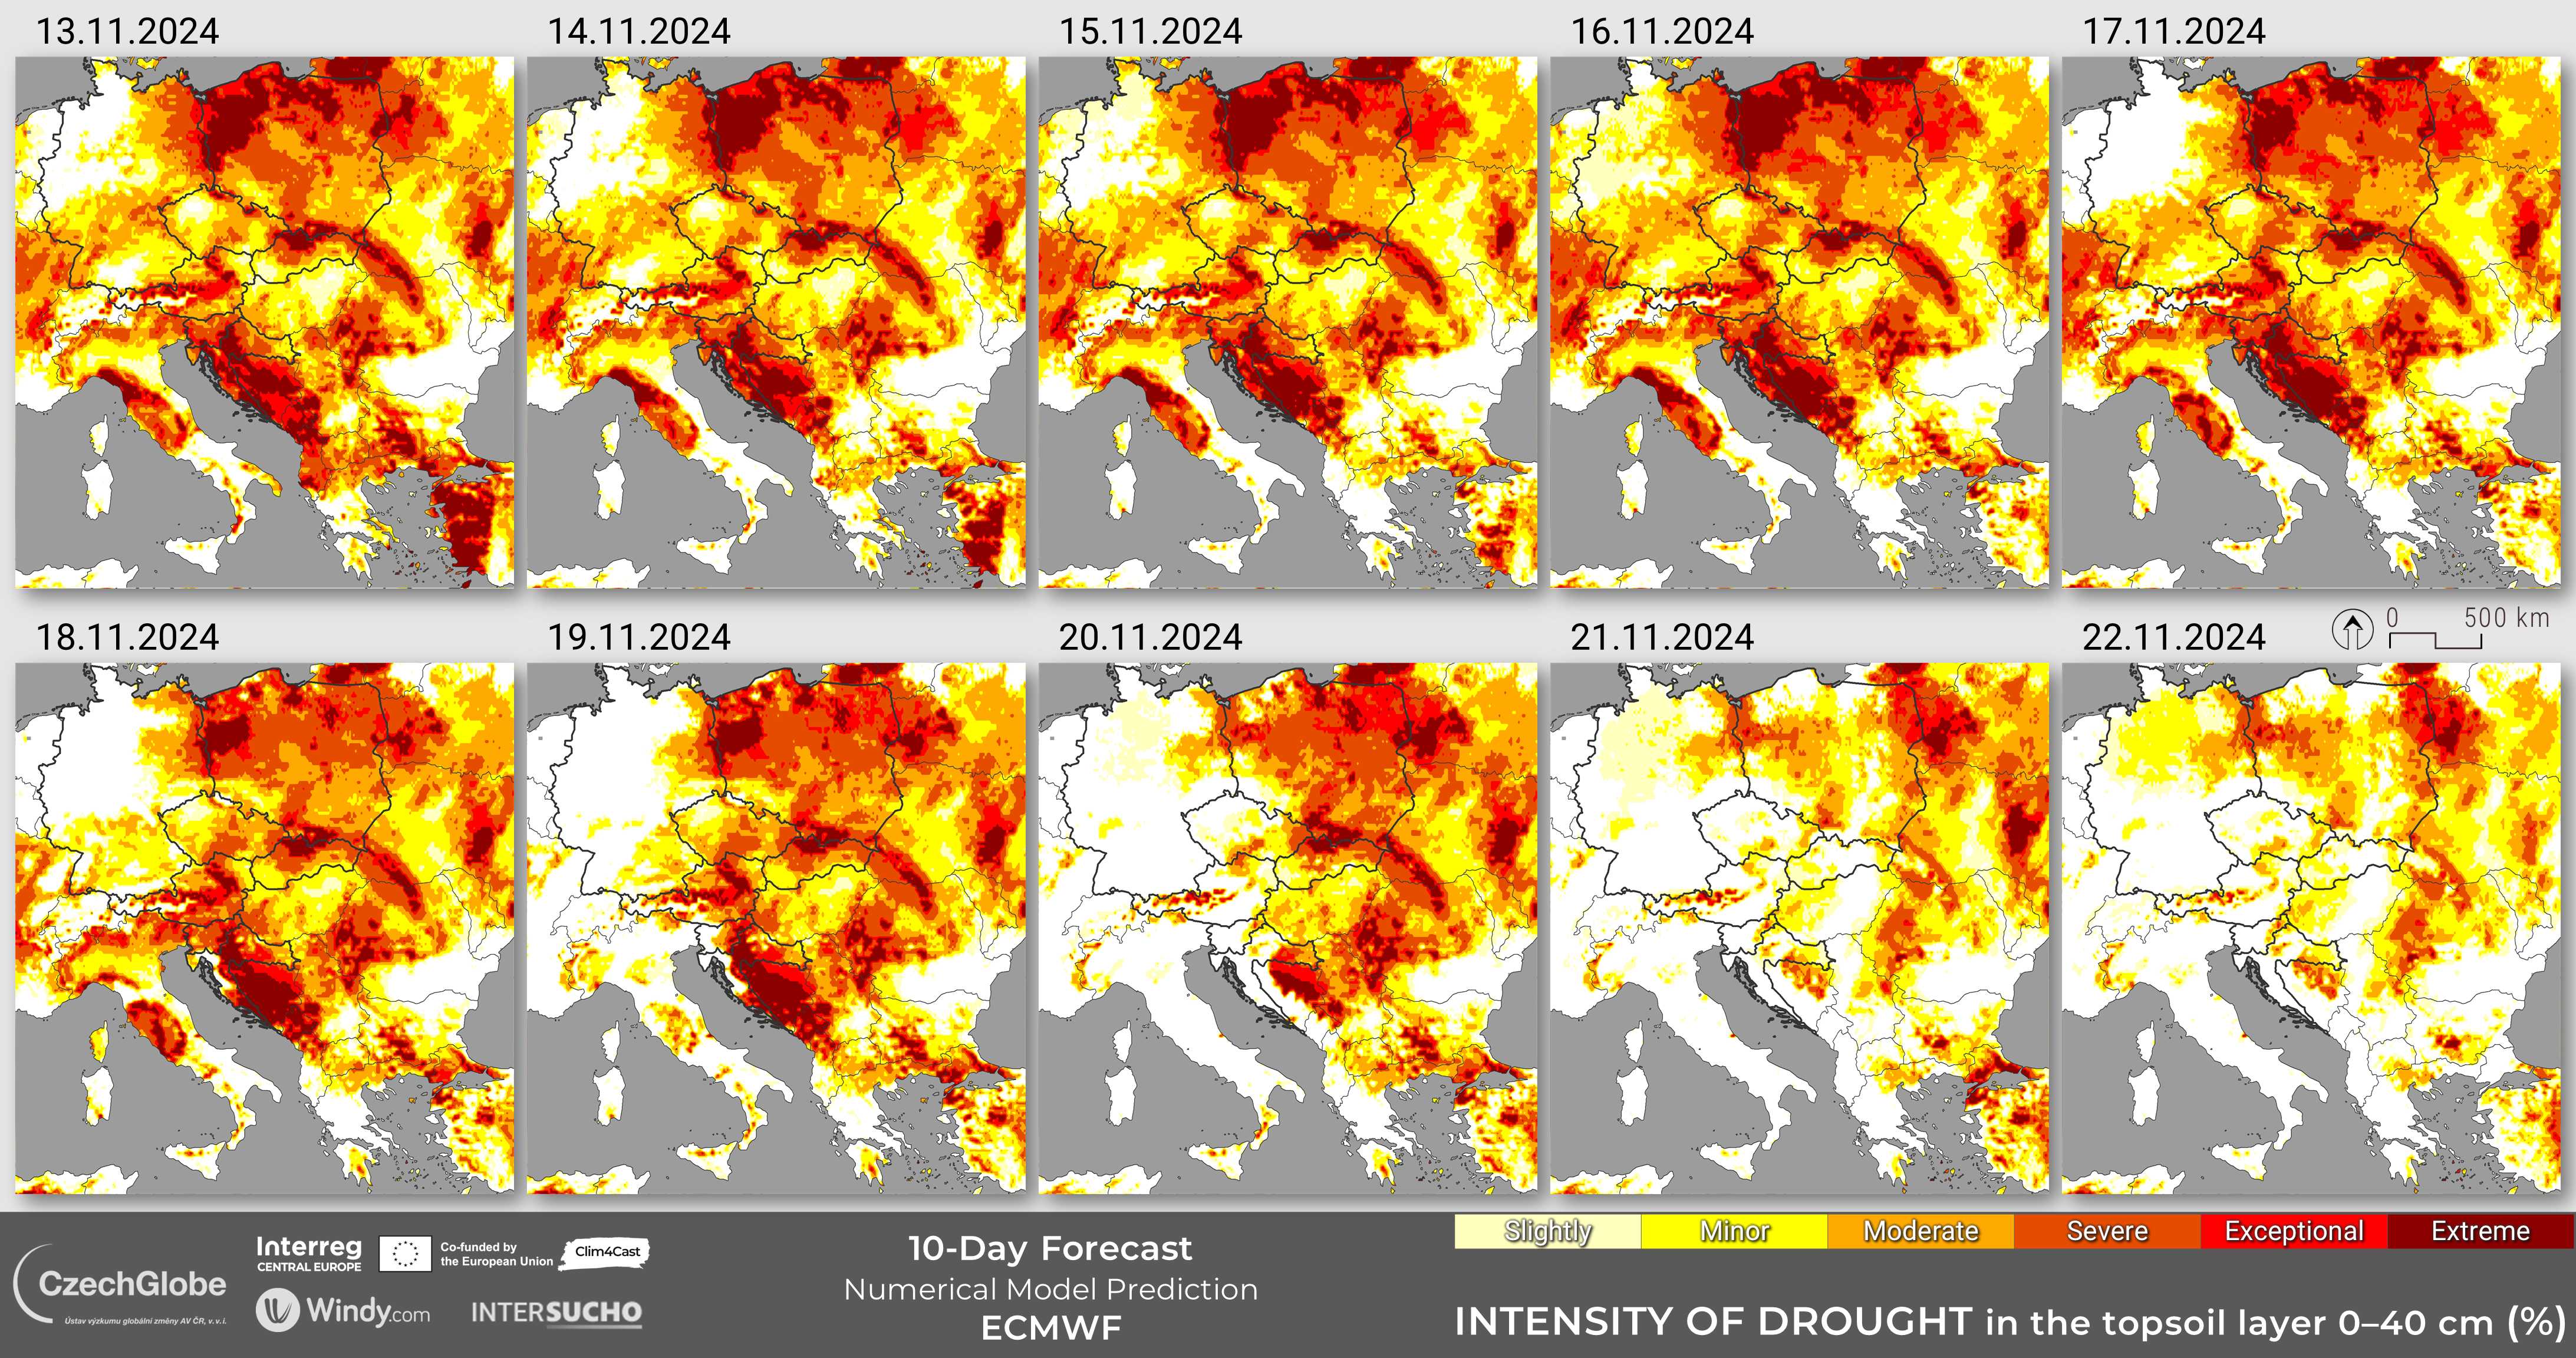 13.11.2024
14.11.2024
15.11.2024
16.11.2024
17.11.2024
18.11.2024
19.11.2024
20.11.2024
21.11.2024
22.11.2024
0 500 km
CzechGlobe
Ústav výzkumu globální změny AV ČR, v. v. i.
Interreg
CENTRAL EUROPE
Co-funded by
the European Union
Clim4Cast
Windy.com
INTERSUCHO
10-Day Forecast
Numerical Model Prediction
ECMWF
Slightly Minor Moderate Severe Exceptional Extreme
INTENSITY OF DROUGHT in the topsoil layer 0–40 cm (%)